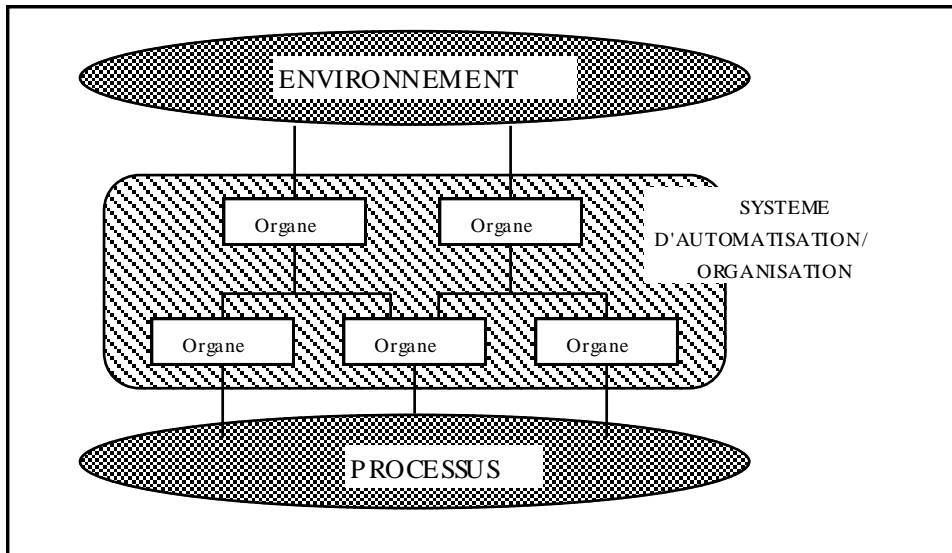 ENVIRONNEMENT
Organe
Organe
SYSTEME
D'AUTOMATISATION/
ORGANISATION
Organe
Organe
Organe
PROCESSUS